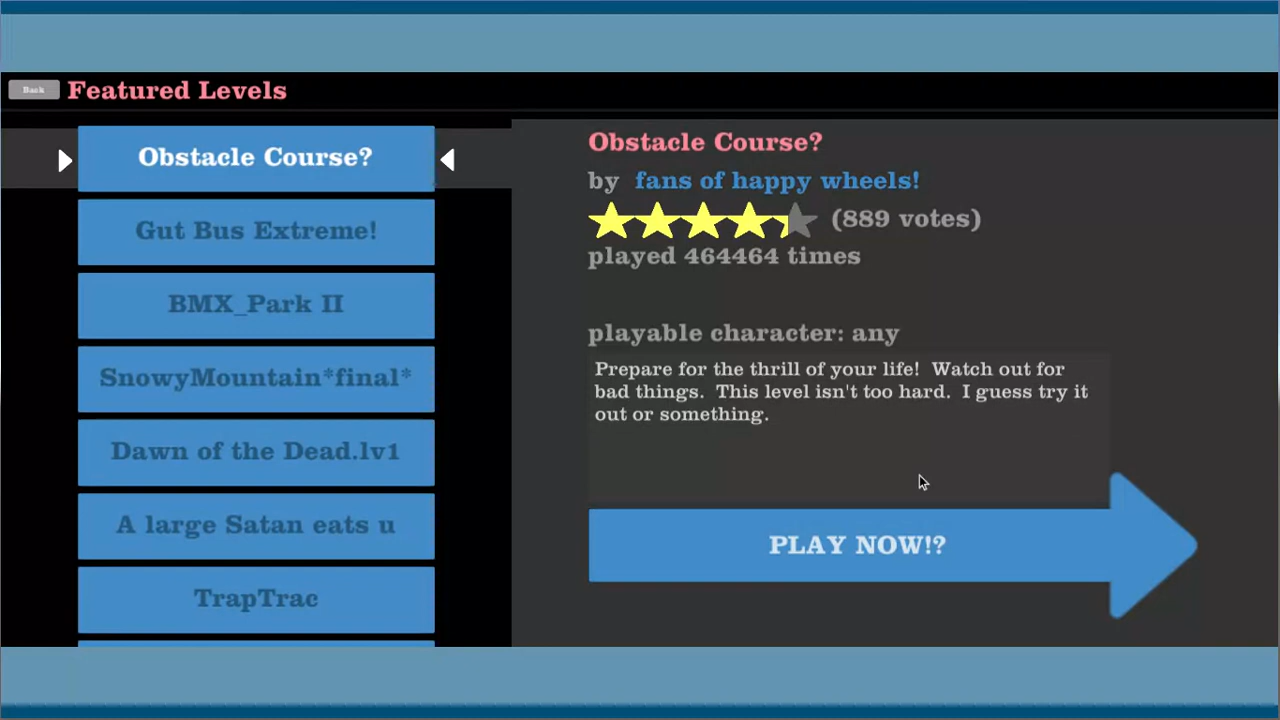 Back
Featured Levels
Obstacle Course?
Gut Bus Extreme!
BMX_Park II
SnowyMountain*final*
Dawn of the Dead.lv1
A large Satan eats u
TrapTrac
Obstacle Course?
by fans of happy wheels!
(889 votes)
played 464464 times
playable character: any
Prepare for the thrill of your life! Watch out for
bad things. This level isn't too hard. I guess try it
out or something.
PLAY NOW!?